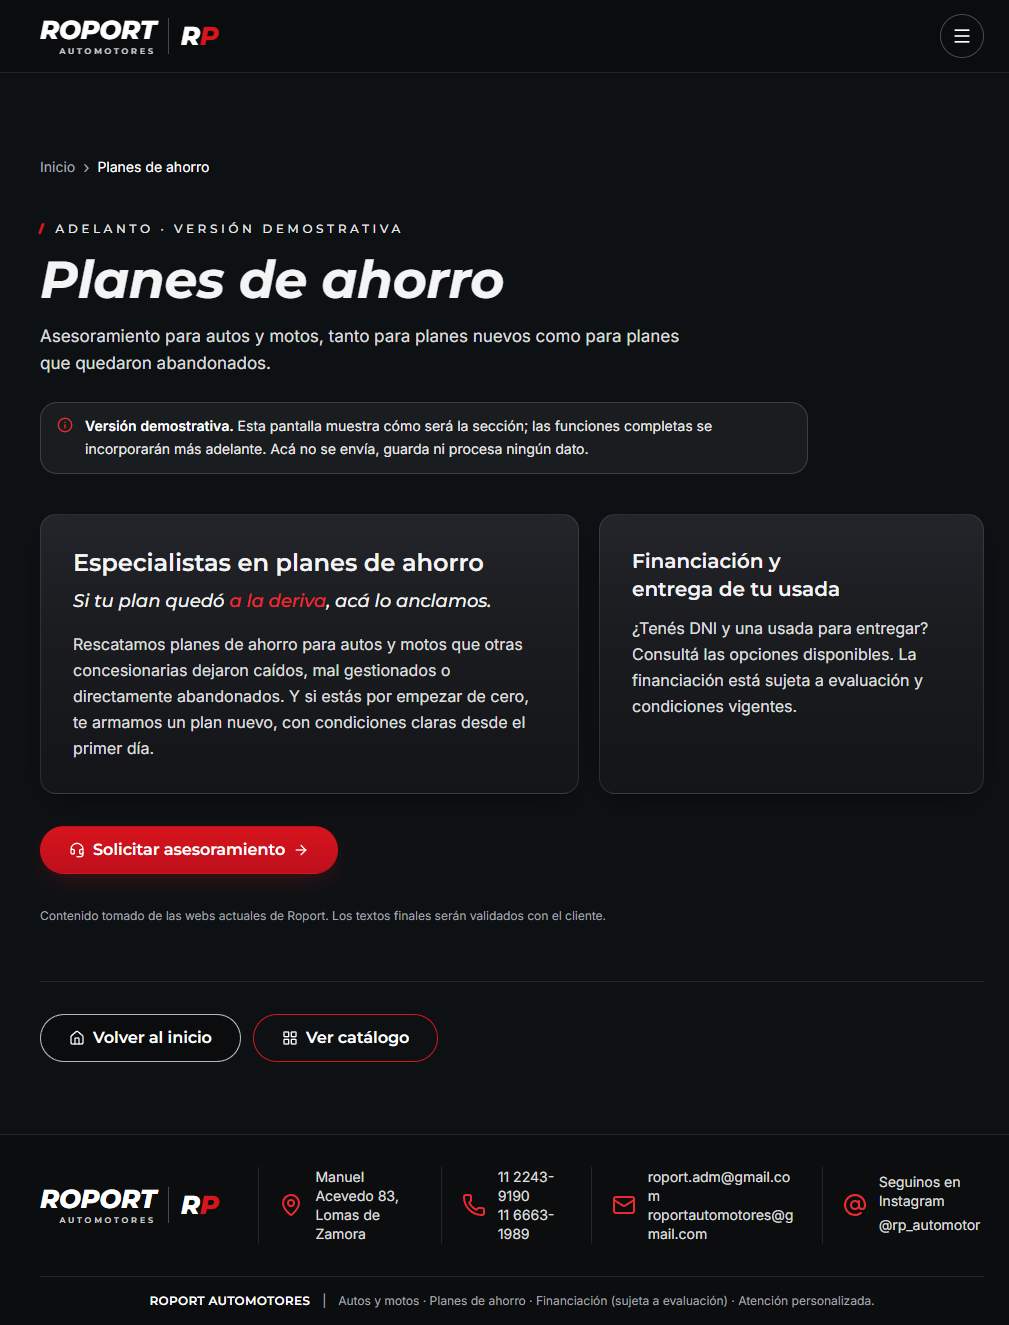 ROPORT
AUTOMOTORES
RP
Inicio › Planes de ahorro
ADELANTO · VERSIÓN DEMOSTRATIVA
Planes de ahorro
Asesoramiento para autos y motos, tanto para planes nuevos como para planes
que quedaron abandonados.
Versión demostrativa. Esta pantalla muestra cómo será la sección; las funciones completas se
incorporarán más adelante. Acá no se envía, guarda ni procesa ningún dato.
Especialistas en planes de ahorro
Si tu plan quedó a la deriva, acá lo anclamos.
Rescatamos planes de ahorro para autos y motos que otras
concesionarias dejaron caídos, mal gestionados o
directamente abandonados. Y si estás por empezar de cero,
te armamos un plan nuevo, con condiciones claras desde el
primer día.
Financiación y
entrega de tu usada
¿Tenés DNI y una usada para entregar?
Consultá las opciones disponibles. La
financiación está sujeta a evaluación y
condiciones vigentes.
Solicitar asesoramiento →
Contenido tomado de las webs actuales de Roport. Los textos finales serán validados con el cliente.
Volver al inicio
Ver catálogo
ROPORT
AUTOMOTORES
RP
Manuel
Acevedo 83,
Lomas de
Zamora
11 2243-
9190
11 6663-
1989
roport.adm@gmail.co
m
roportautomotores@g
mail.com
Seguinos en
Instagram
@rp_automotor
ROPORT AUTOMOTORES | Autos y motos · Planes de ahorro · Financiación (sujeta a evaluación) · Atención personalizada.